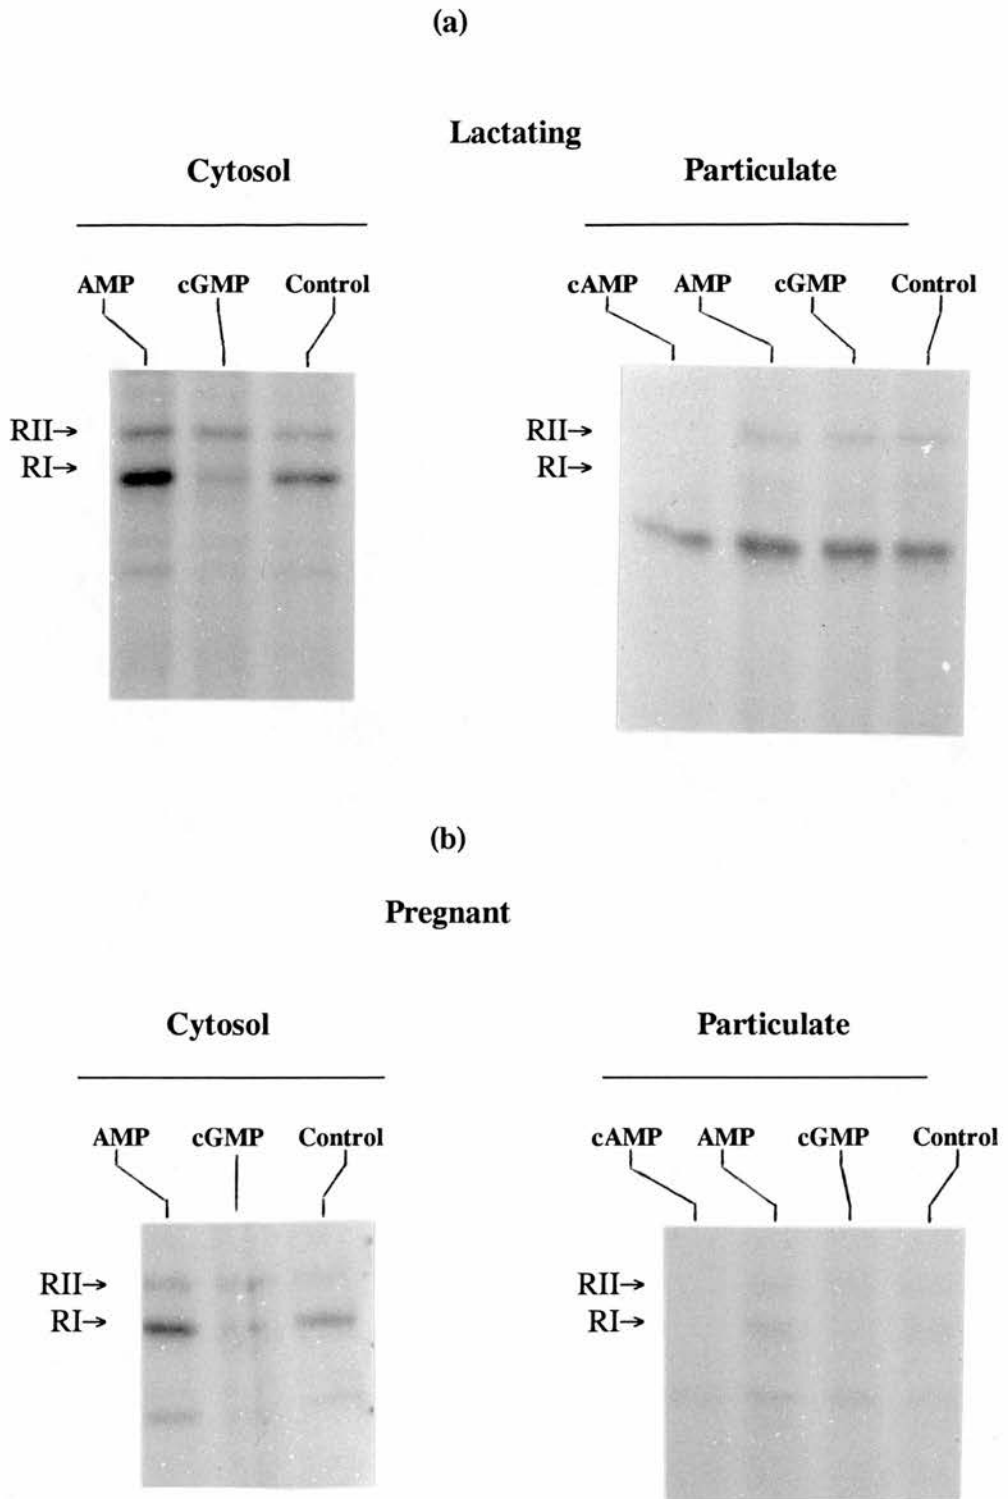 (a)
Lactating
Cytosol
Particulate
AMP cGMP Control
cAMP AMP cGMP Control
RII→
RI→
RII→
RI→
(b)
Pregnant
Cytosol
Particulate
AMP cGMP Control
cAMP AMP cGMP Control
RII→
RI→
RII→
RI→